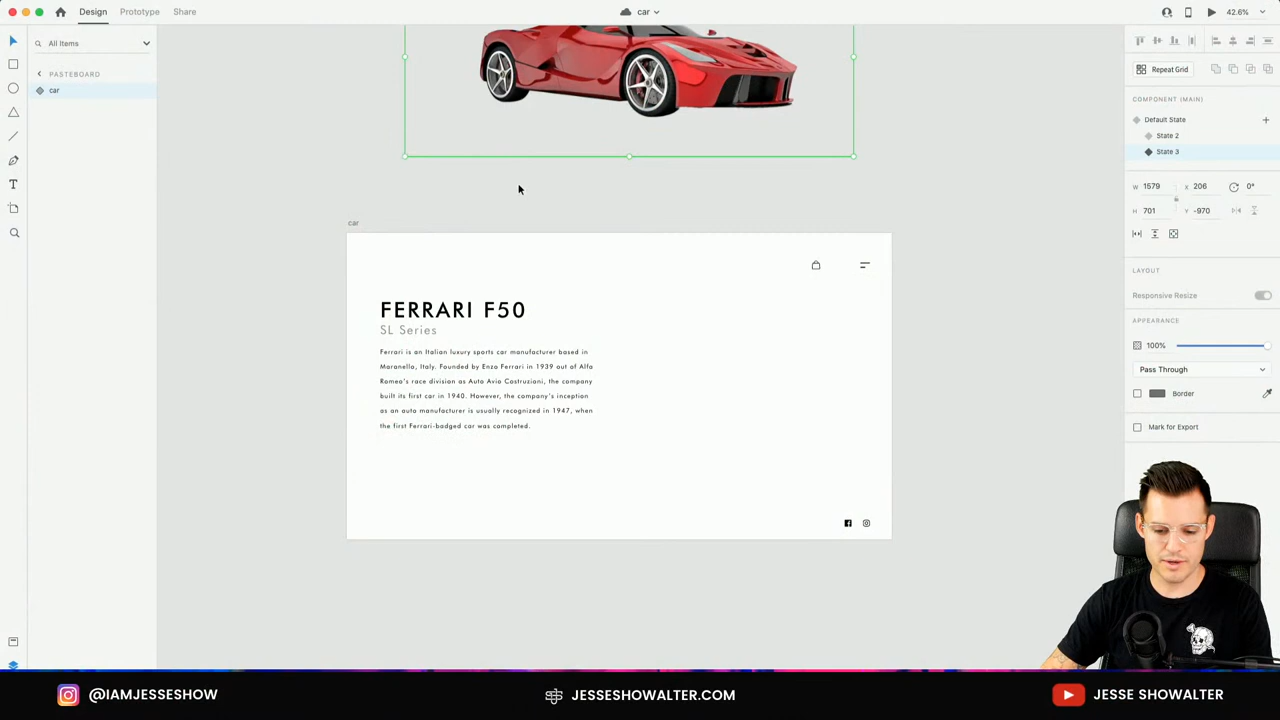 Design
Prototype
Share
car
42.6%
All Items
PASTEBOARD
car
Repeat Grid
COMPONENT (MAIN)
Default State
State 2
State 3
W 1579 X 206 0°
H 701 Y -970
LAYOUT
Responsive Resize
APPEARANCE
100%
Pass Through
Border
Mark for Export
car
FERRARI F50
SL Series
Ferrari is an Italian luxury sports car manufacturer based in
Maranello, Italy. Founded by Enzo Ferrari in 1939 out of Alfa
Romeo's race division as Auto Avio Costruzioni, the company
built its first car in 1940. However, the company's inception
as an auto manufacturer is usually recognized in 1947, when
the first Ferrari-badged car was completed.
@IAMJESSESHOW
JESSESHOWALTER.COM
JESSE SHOWALTER